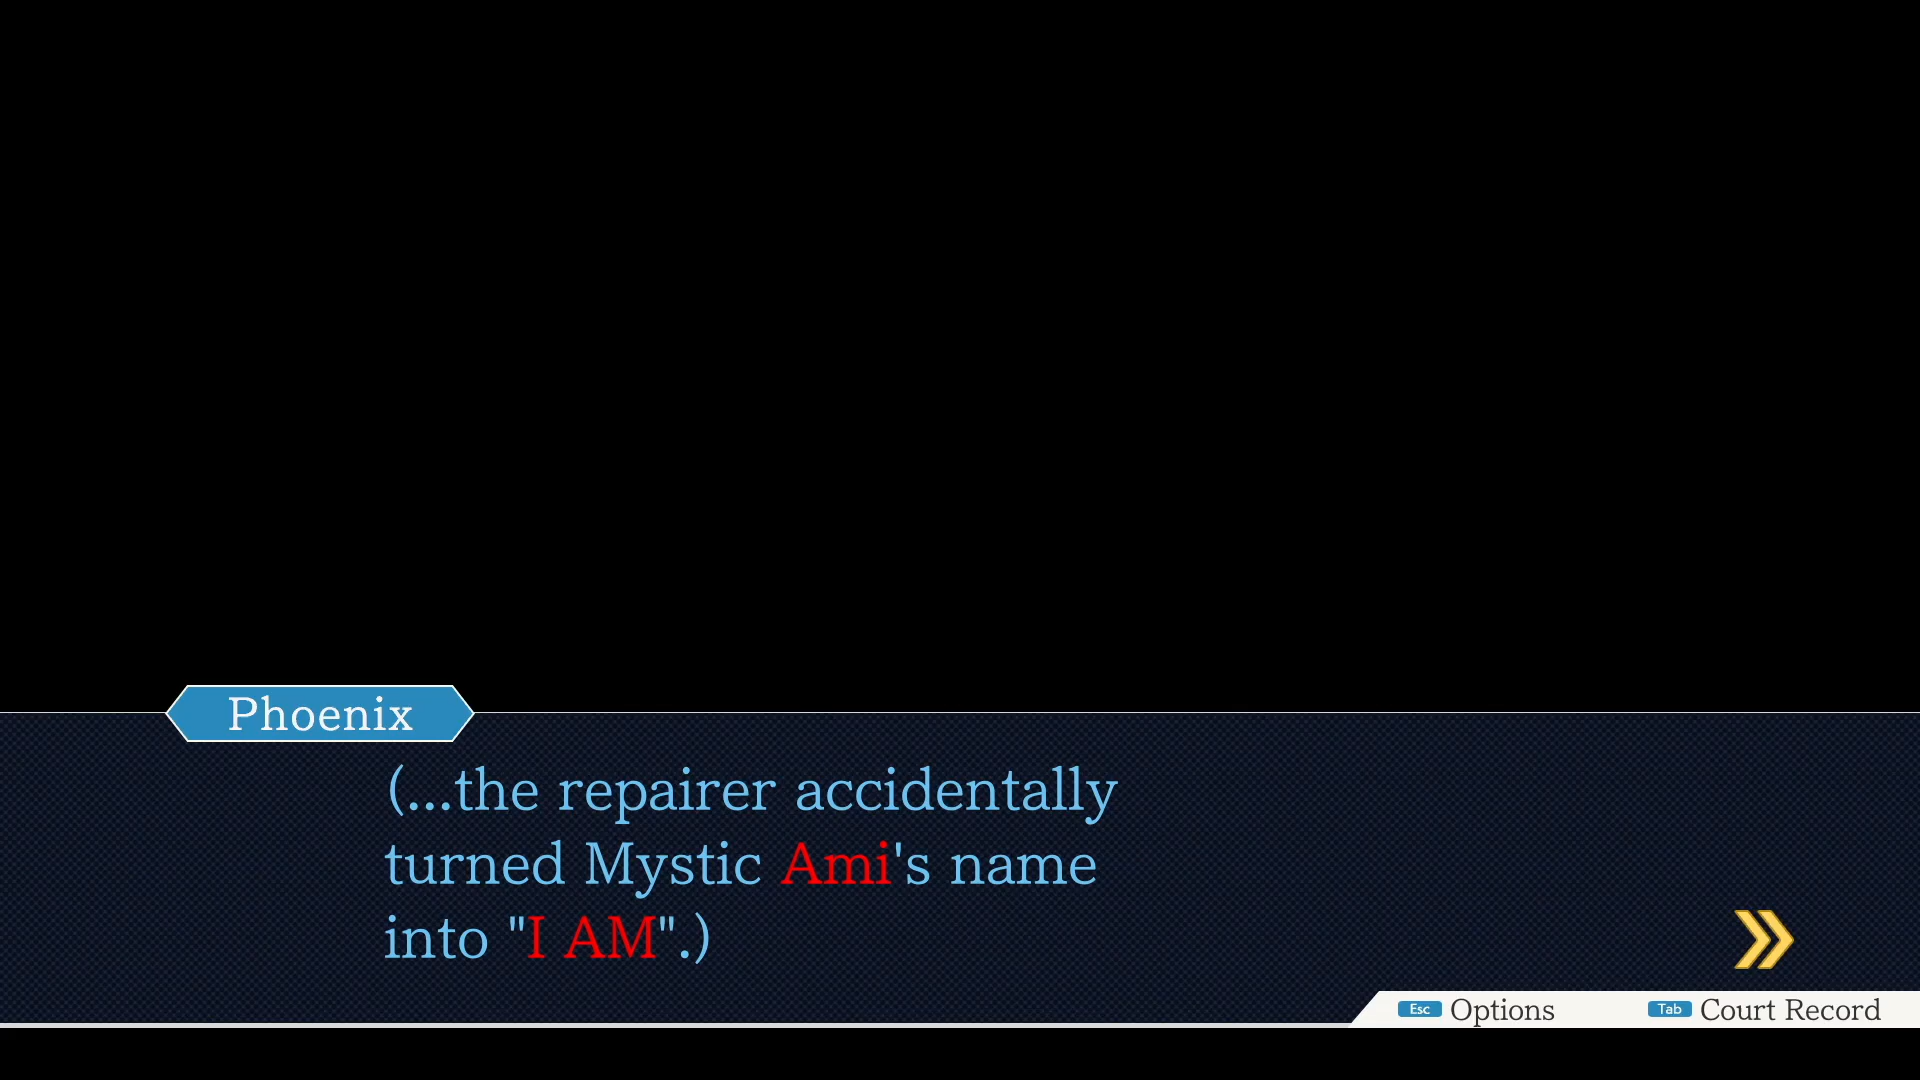 Phoenix
(...the repairer accidentally
turned Mystic Ami's name
into "I AM".)
Esc Options Tab Court Record